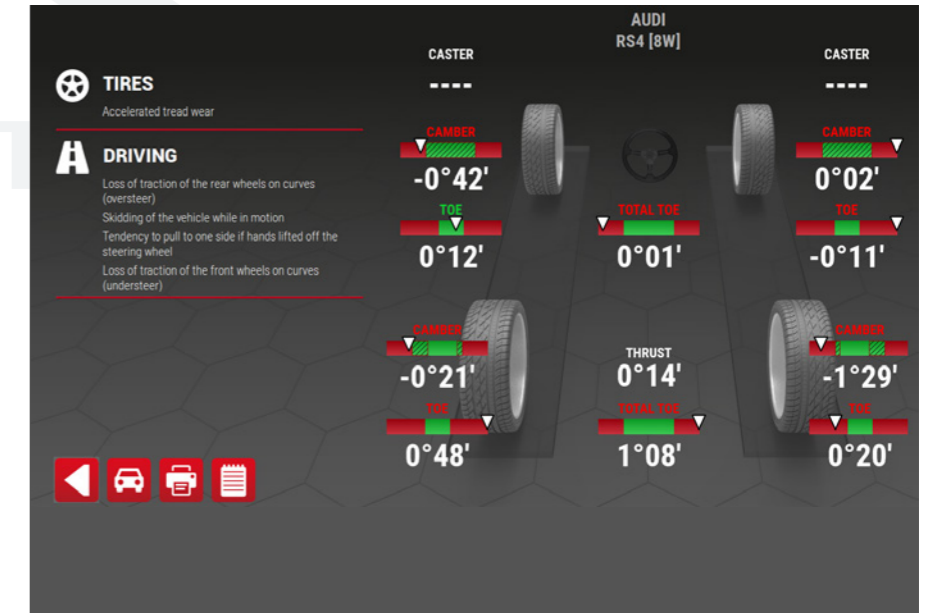 AUDI
RS4 [8W]
CASTER
CASTER
----
----
TIRES
Accelerated tread wear
DRIVING
Loss of traction of the rear wheels on curves
(oversteer)
Skidding of the vehicle while in motion
Tendency to pull to one side if hands lifted off the
steering wheel
Loss of traction of the front wheels on curves
(understeer)
CAMBER
CAMBER
-0°42'
0°02'
TOE
TOTAL TOE
TOE
0°12'
0°01'
-0°11'
CAMBER
CAMBER
-0°21'
THRUST
0°14'
-1°29'
TOE
TOTAL TOE
TOE
0°48'
1°08'
0°20'